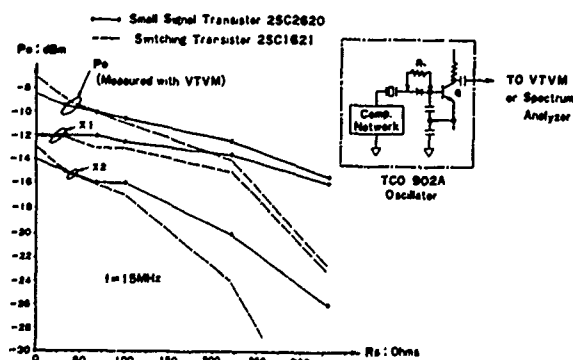 Small Signal Transistor 2SC2620
Switching Transistor 2SC1621
Po : dBm
Po
(Measured with VTVM)
X1
X2
f=15MHz
-8
-10
-12
-14
-16
-18
-20
-22
-24
-26
-28
-30
0
50
100
150
200
Rs : Ohms
Comp.
Network
TO VTVM
or Spectrum
Analyzer
TCO 902A
Oscillator